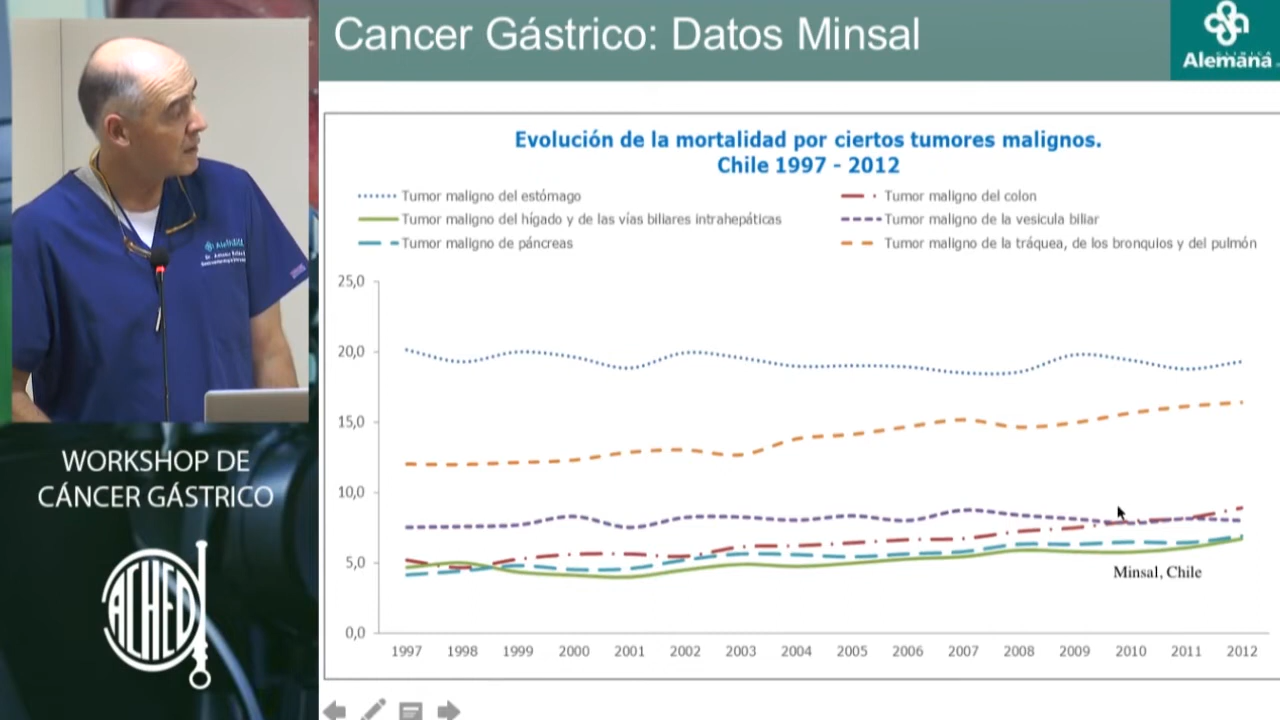 Cancer Gástrico: Datos Minsal
CLINICA
Alemana
Evolución de la mortalidad por ciertos tumores malignos.
Chile 1997 - 2012
Tumor maligno del estómago
Tumor maligno del colon
Tumor maligno del hígado y de las vías biliares intrahepáticas
Tumor maligno de la vesicula biliar
Tumor maligno de páncreas
Tumor maligno de la tráquea, de los bronquios y del pulmón
25,0
20,0
15,0
10,0
5,0
0,0
Minsal, Chile
1997 1998 1999 2000 2001 2002 2003 2004 2005 2006 2007 2008 2009 2010 2011 2012
WORKSHOP DE
CÁNCER GÁSTRICO
ACHED